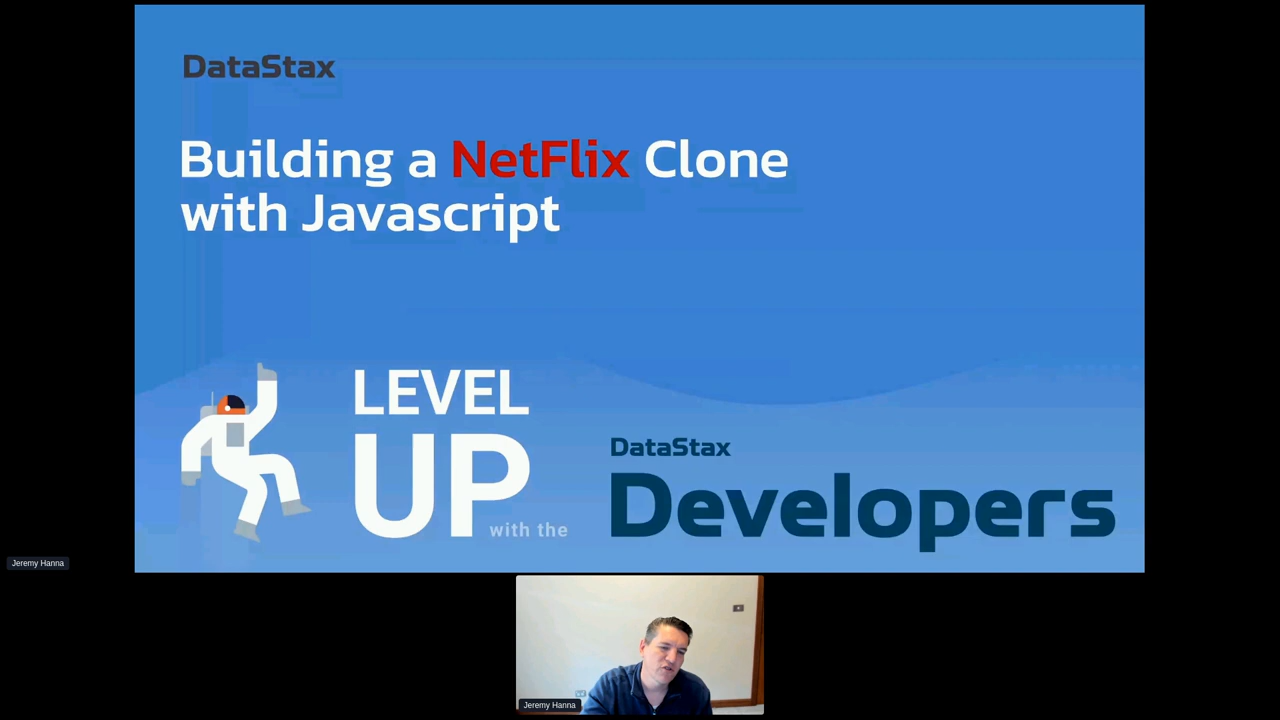 DataStax
Building a NetFlix Clone
with Javascript
LEVEL
UP
with the
DataStax
Developers
Jeremy Hanna
Jeremy Hanna